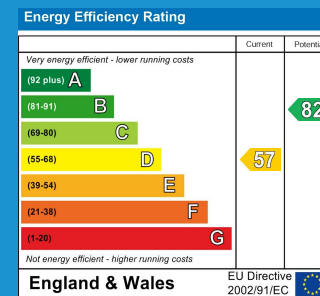 Energy Efficiency Rating
Current Potentia
Very energy efficient - lower running costs
(92 plus) A
(81-91) B
82
(69-80) C
(55-68) D
57
(39-54) E
(21-38) F
(1-20) G
Not energy efficient - higher running costs
England & Wales
EU Directive
2002/91/EC